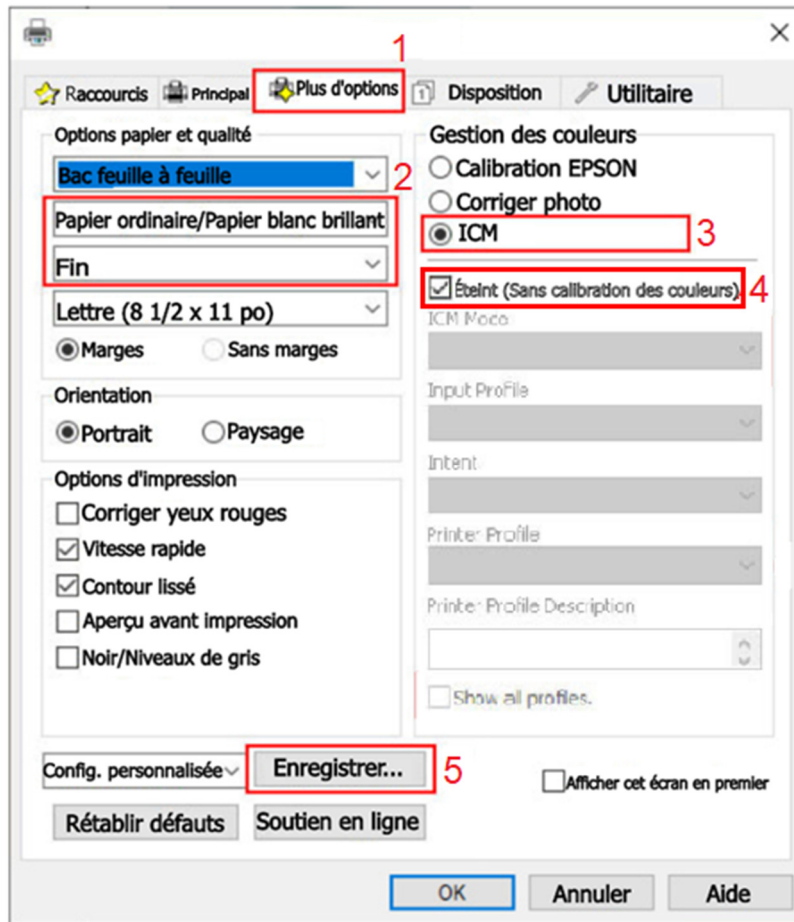 1
Raccourcis Principal Plus d'options Disposition Utilitaire
Options papier et qualité
Bac feuille à feuille
2
Papier ordinaire/Papier blanc brillant
Fin
Lettre (8 1/2 x 11 po)
Marges Sans marges
Orientation
Portrait Paysage
Options d'impression
Corriger yeux rouges
Vitesse rapide
Contour lissé
Aperçu avant impression
Noir/Niveaux de gris
Gestion des couleurs
Calibration EPSON
Corriger photo
ICM
3
Éteint (Sans calibration des couleurs).
4
ICM Moco
Input Profile
Intent
Printer Profile
Printer Profile Description
Show all profiles.
Config. personnalisée Enregistrer... 5
Afficher cet écran en premier
Rétablir défauts Soutien en ligne
OK Annuler Aide